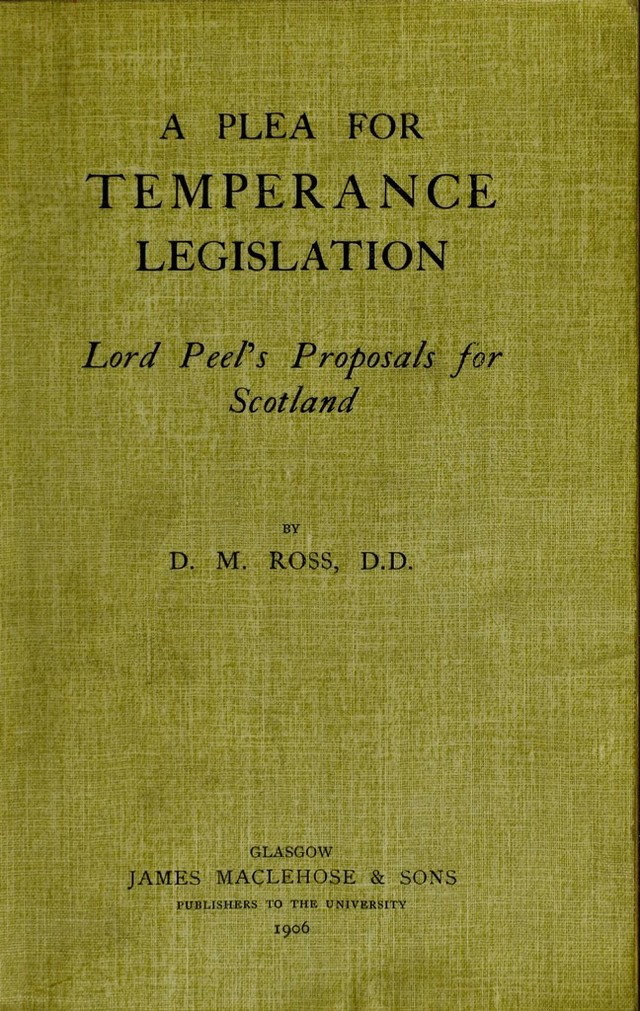 A PLEA FOR
TEMPERANCE
LEGISLATION
Lord Peel's Proposals for
Scotland
BY
D. M. ROSS, D.D.
GLASGOW
JAMES MACLEHOSE & SONS
PUBLISHERS TO THE UNIVERSITY
1906